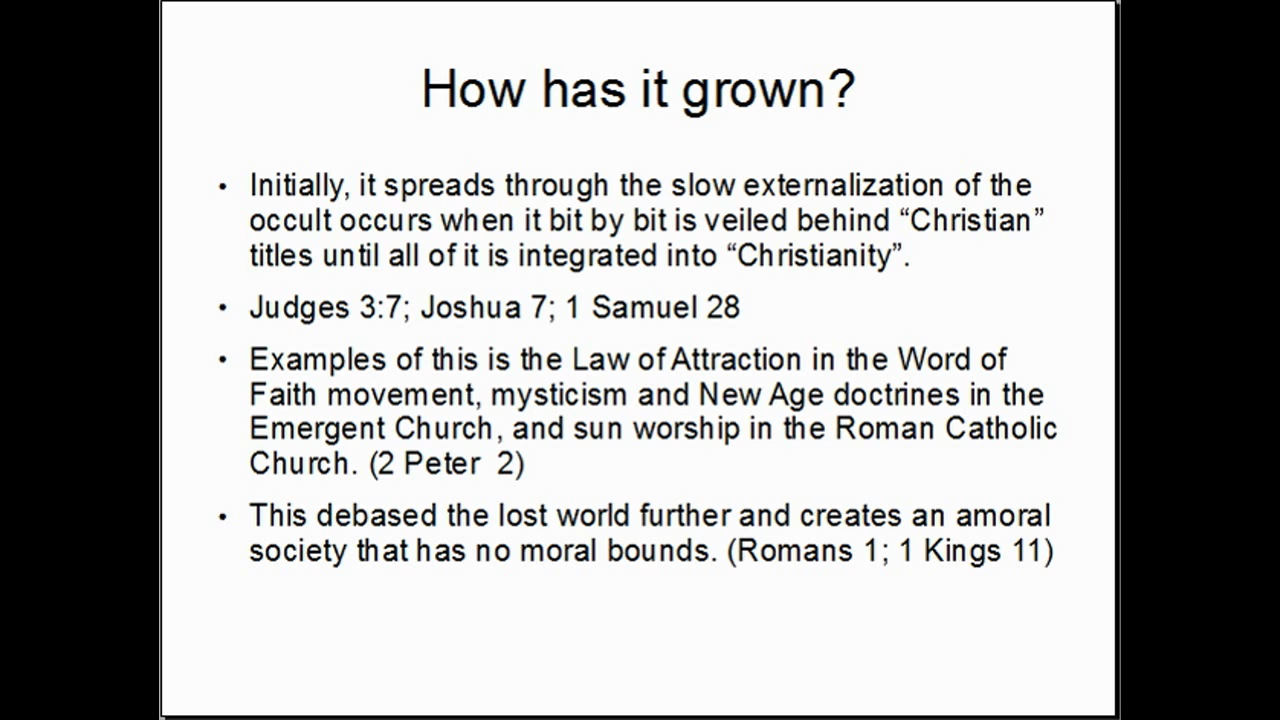 How has it grown?
• Initially, it spreads through the slow externalization of the
occult occurs when it bit by bit is veiled behind “Christian”
titles until all of it is integrated into “Christianity”.
• Judges 3:7; Joshua 7; 1 Samuel 28
• Examples of this is the Law of Attraction in the Word of
Faith movement, mysticism and New Age doctrines in the
Emergent Church, and sun worship in the Roman Catholic
Church. (2 Peter 2)
• This debased the lost world further and creates an amoral
society that has no moral bounds. (Romans 1; 1 Kings 11)